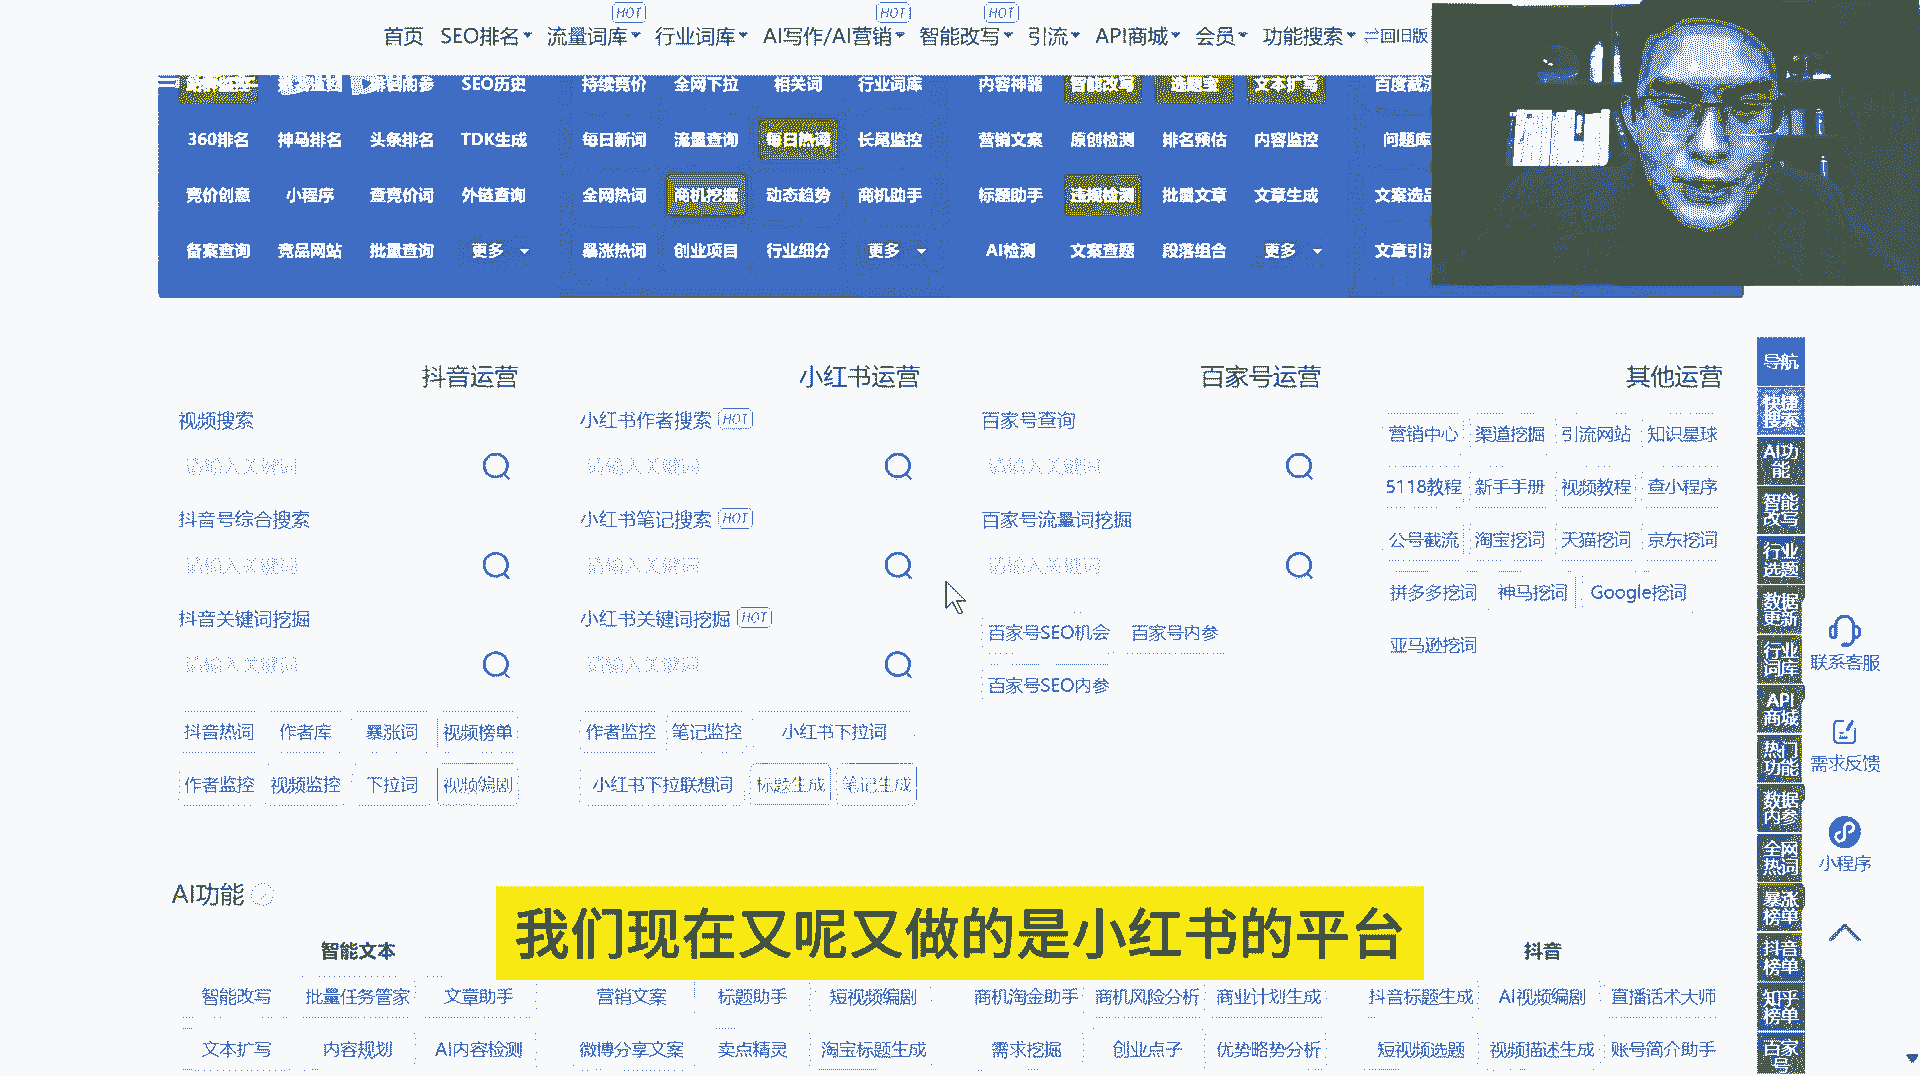 HOT HOT HOT
首页 SEO排名 流量词库 行业词库 AI写作/AI营销 智能改写 引流 API商城 会员 功能搜索 回旧版
SEO历史 持续竞价 全网下拉 相关词 行业词库 内容神器 智能改写 选题宝 文本扩写
360排名 神马排名 头条排名 TDK生成 每日新词 流量查询 每日热词 长尾监控 营销文案 原创检测 排名预估 内容监控 问题库
竞价创意 小程序 查竞价词 外链查询 全网热词 商机挖掘 动态趋势 商机助手 标题助手 违规检测 批量文章 文章生成 文案选品
备案查询 竞品网站 批量查询 更多 暴涨热词 创业项目 行业细分 更多 AI检测 文案查题 段落组合 更多 文章引流
抖音运营 小红书运营 百家号运营 其他运营
视频搜索 小红书作者搜索 HOT 百家号查询
营销中心 渠道挖掘 引流网站 知识星球
请输入关键词 请输入关键词 请输入关键词
5118教程 新手手册 视频教程 查小程序
抖音号综合搜索 小红书笔记搜索 HOT 百家号流量词挖掘
公号截流 淘宝挖词 天猫挖词 京东挖词
请输入关键词 请输入关键词 请输入关键词
拼多多挖词 神马挖词 Google挖词
抖音关键词挖掘 小红书关键词挖掘 HOT
百家号SEO机会 百家号内参
亚马逊挖词
请输入关键词 请输入关键词
百家号SEO内参
抖音热词 作者库 暴涨词 视频榜单 作者监控 笔记监控 小红书下拉词
作者监控 视频监控 下拉词 视频编剧 小红书下拉联想词 标题生成 笔记生成
AI功能
我们现在又呢又做的是小红书的平台
智能文本 抖音
智能改写 批量任务管家 文章助手 营销文案 标题助手 短视频编剧 商机淘金助手 商机风险分析 商业计划生成 抖音标题生成 AI视频编剧 直播话术大师
文本扩写 内容规划 AI内容检测 微博分享文案 卖点精灵 淘宝标题生成 需求挖掘 创业点子 优势略势分析 短视频选题 视频描述生成 账号简介助手
导航
快捷
搜索
AI功
能
智能
改写
行业
选题
数据
更新
行业
词库
API
商城
热门
功能
数据
内参
全网
热词
暴涨
榜单
抖音
榜单
知乎
榜单
百家
号
联系客服
需求反馈
小程序